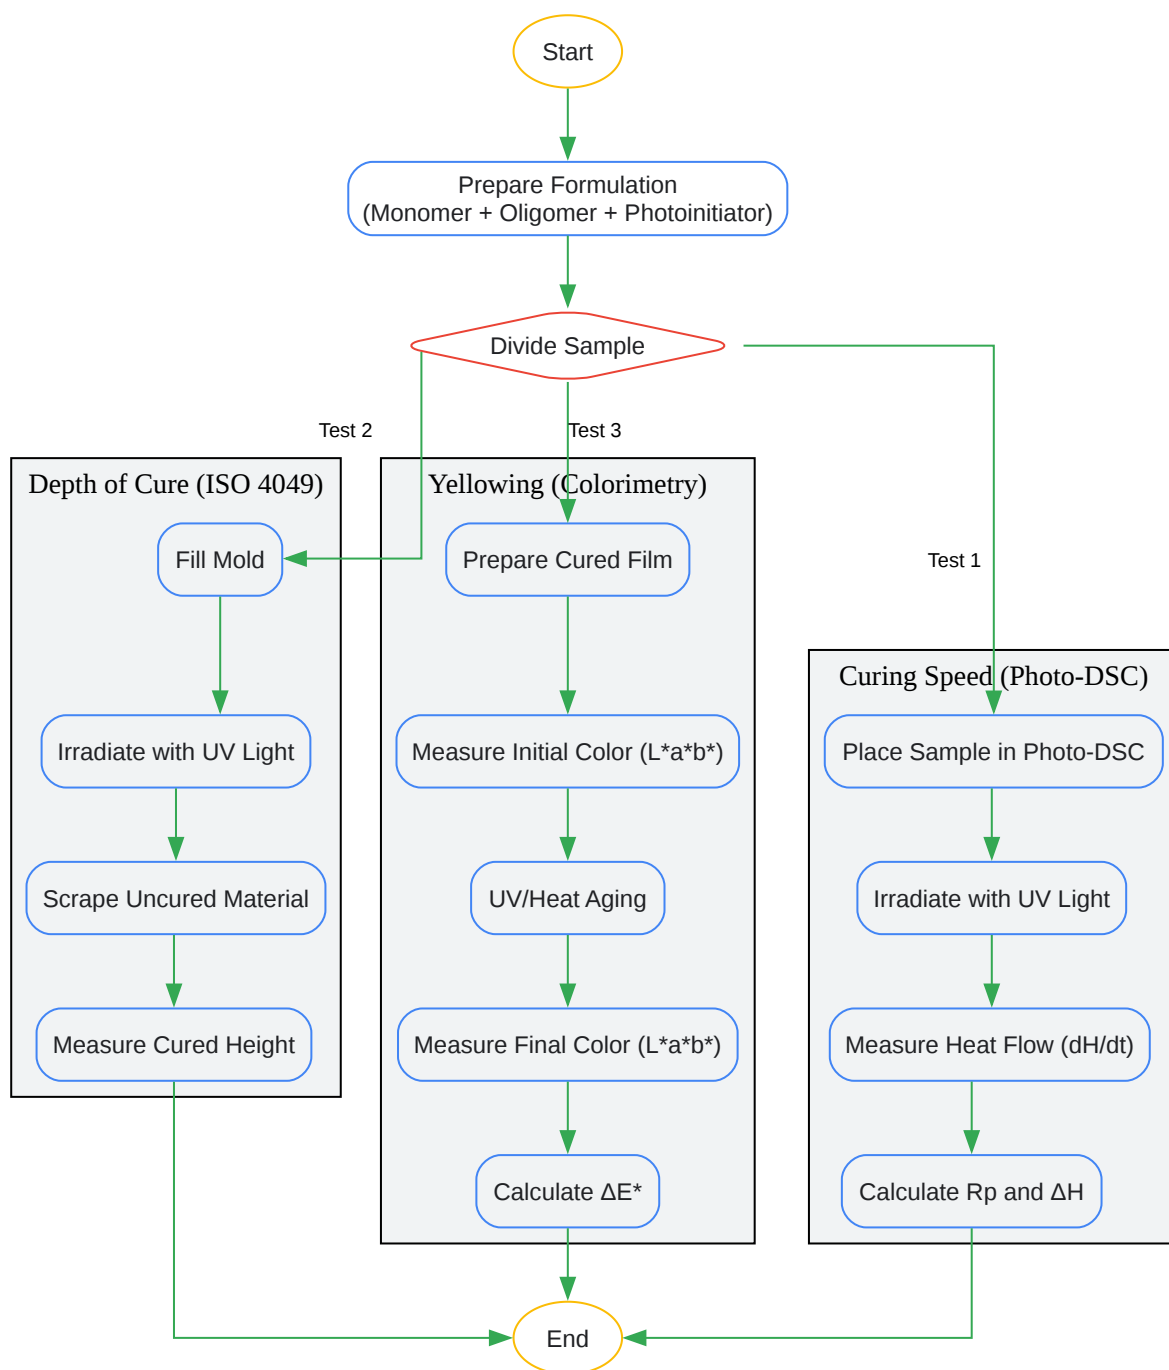 Start
Prepare Formulation
(Monomer + Oligomer + Photoinitiator)
Divide Sample
Test 2
Test 3
Test 1
Depth of Cure (ISO 4049)
Fill Mold
Irradiate with UV Light
Scrape Uncured Material
Measure Cured Height
Yellowing (Colorimetry)
Prepare Cured Film
Measure Initial Color (L*a*b*)
UV/Heat Aging
Measure Final Color (L*a*b*)
Calculate ΔE*
Curing Speed (Photo-DSC)
Place Sample in Photo-DSC
Irradiate with UV Light
Measure Heat Flow (dH/dt)
Calculate Rp and ΔH
End